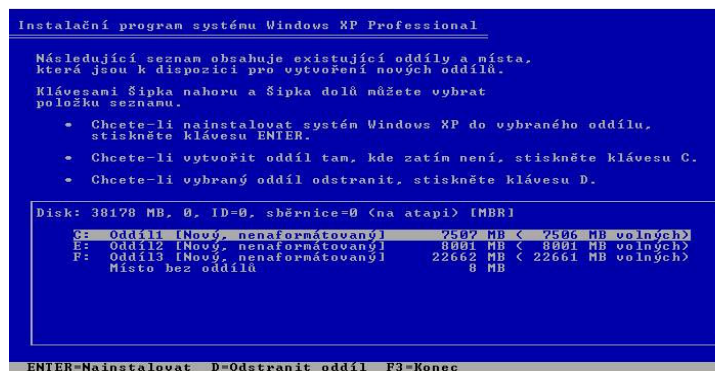 Instalační program systému Windows XP Professional
Následující seznam obsahuje existující oddíly a místa,
která jsou k dispozici pro vytvoření nových oddílů.
Klávesami Šipka nahoru a Šipka dolů můžete vybrat
položku seznamu.
• Chcete-li nainstalovat systém Windows XP do vybraného oddílu,
stiskněte klávesu ENTER.
• Chcete-li vytvořit oddíl tam, kde zatím není, stiskněte klávesu C.
• Chcete-li vybraný oddíl odstranit, stiskněte klávesu D.
Disk: 38178 MB, 0, ID=0, sběrnice=0 (na atapi) [MBR]
C: Oddíl1 [Nový, nenaformátovaný] 7507 MB ( 7506 MB volných)
E: Oddíl2 [Nový, nenaformátovaný] 8001 MB ( 8001 MB volných)
F: Oddíl3 [Nový, nenaformátovaný] 22662 MB ( 22661 MB volných)
Místo bez oddílů 8 MB
ENTER=Nainstalovat D=Odstranit oddíl F3=Konec